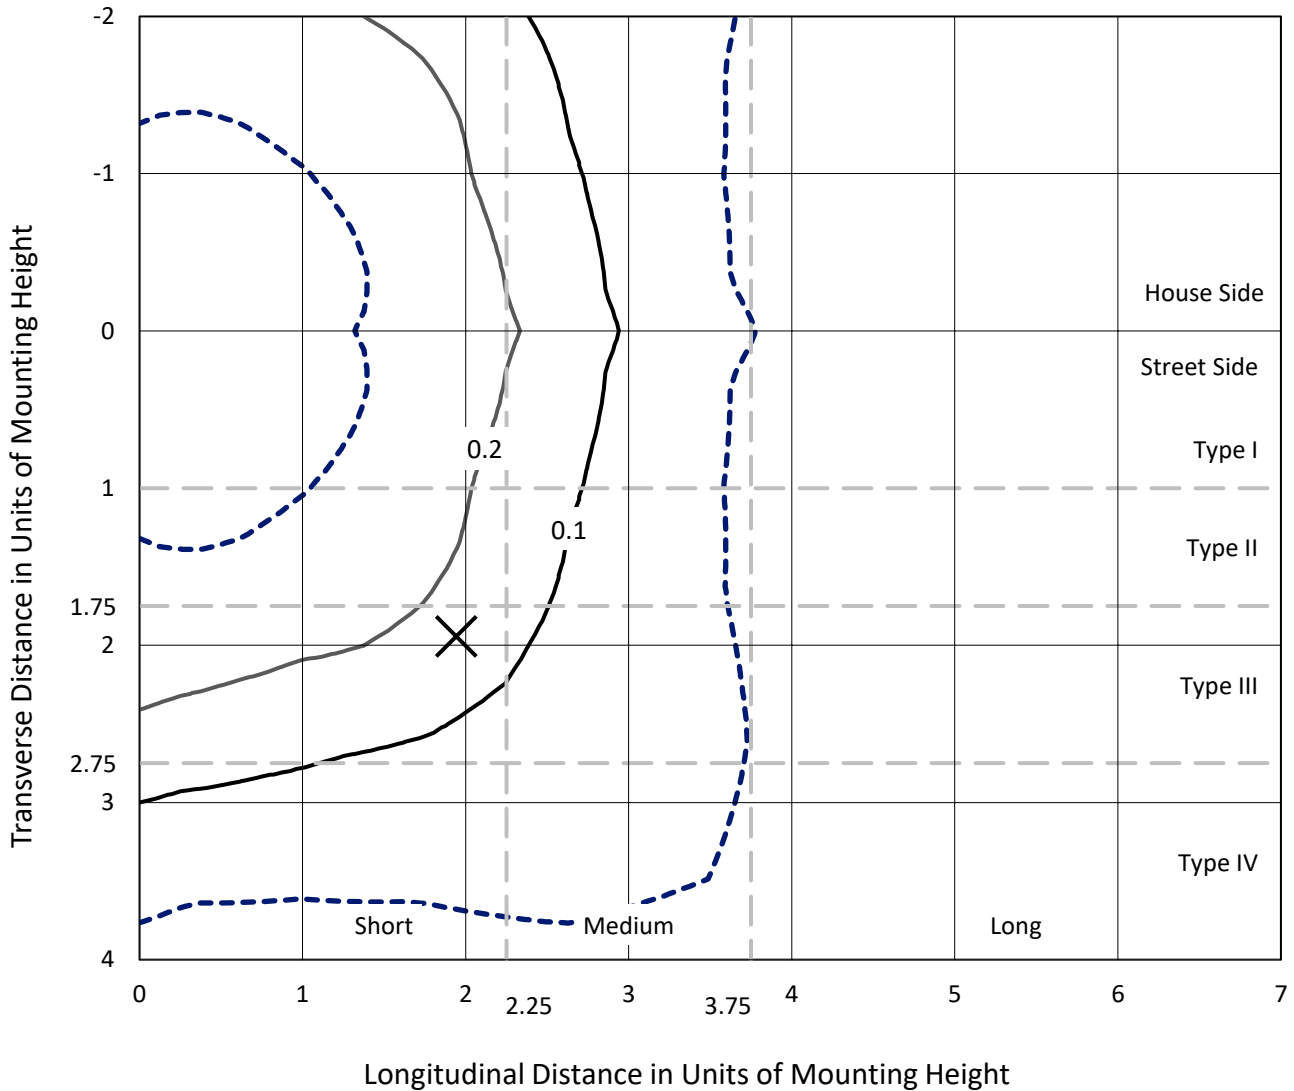 Transverse Distance in Units of Mounting Height
-2
-1
House Side
0
Street Side
0.2
Type I
1
0.1
Type II
1.75
2
Type III
2.75
3
Type IV
Short Medium Long
4
0 1 2 2.25 3 3.75 4 5 6 7
Longitudinal Distance in Units of Mounting Height